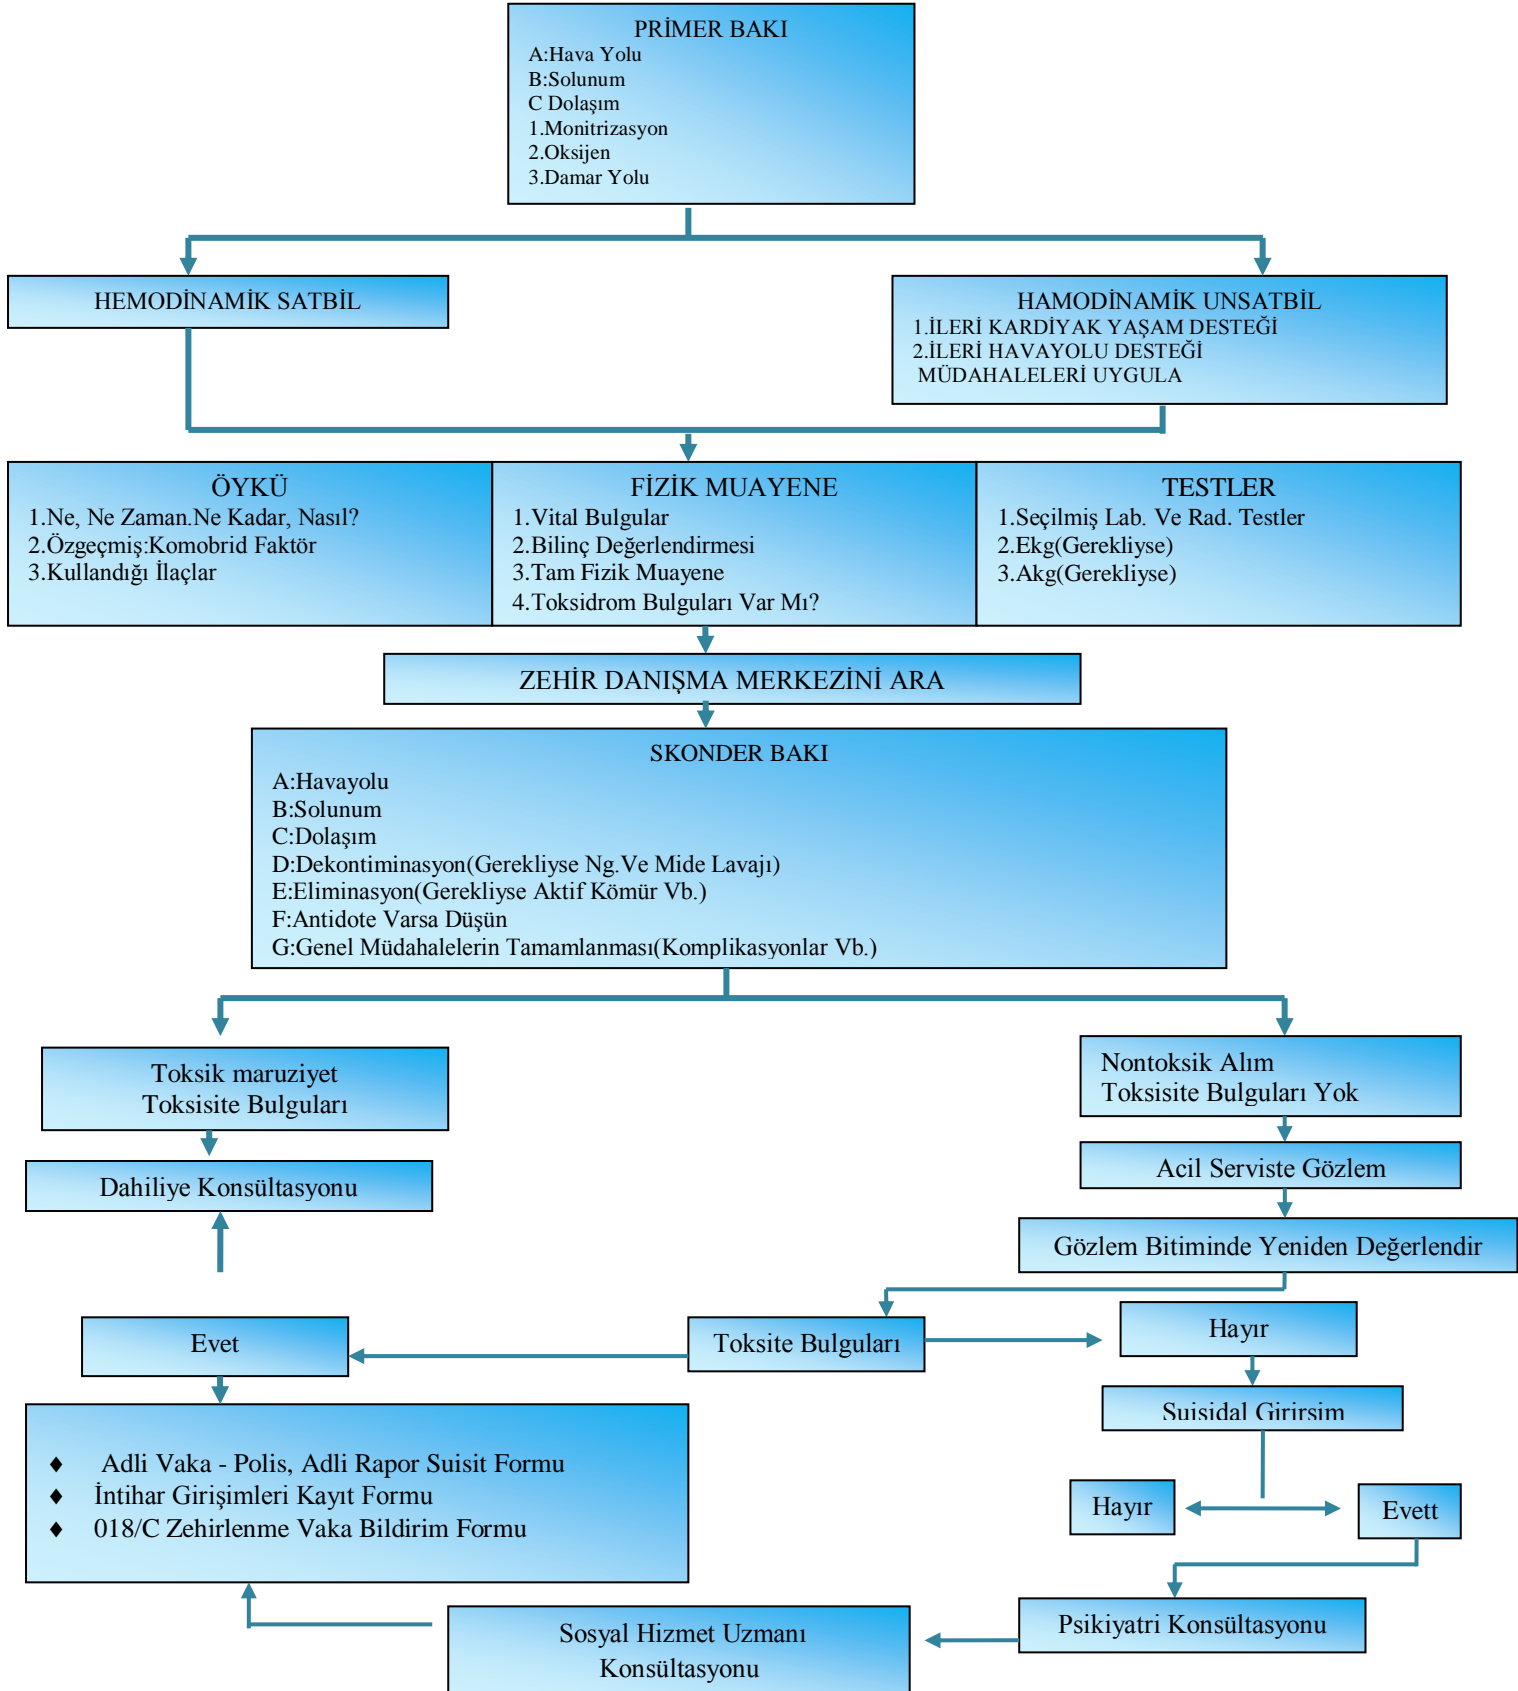 PRİMER BAKI
A:Hava Yolu
B:Solunum
C Dolaşım
1.Monitrizasyon
2.Oksijen
3.Damar Yolu
HEMODİNAMİK SATBİL
HAMODİNAMİK UNSATBİL
1.İLERİ KARDİYAK YAŞAM DESTEĞİ
2.İLERİ HAVAYOLU DESTEĞİ
MÜDAHALELERİ UYGULA
ÖYKÜ
1.Ne, Ne Zaman.Ne Kadar, Nasıl?
2.Özgeçmiş:Komobrid Faktör
3.Kullandığı İlaçlar
FİZİK MUAYENE
1.Vital Bulgular
2.Bilinç Değerlendirmesi
3.Tam Fizik Muayene
4.Toksidrom Bulguları Var Mı?
TESTLER
1.Seçilmiş Lab. Ve Rad. Testler
2.Ekg(Gerekliyse)
3.Akg(Gerekliyse)
ZEHİR DANIŞMA MERKEZİNİ ARA
SKONDER BAKI
A:Havayolu
B:Solunum
C:Dolaşım
D:Dekontiminasyon(Gerekliyse Ng.Ve Mide Lavajı)
E:Eliminasyon(Gerekliyse Aktif Kömür Vb.)
F:Antidote Varsa Düşün
G:Genel Müdahalelerin Tamamlanması(Komplikasyonlar Vb.)
Toksik maruziyet
Toksisite Bulguları
Nontoksik Alım
Toksisite Bulguları Yok
Dahiliye Konsültasyonu
Acil Serviste Gözlem
Gözlem Bitiminde Yeniden Değerlendir
Evet
Toksite Bulguları
Hayır
Suisidal Girirsim
Hayır
Evett
♦ Adli Vaka - Polis, Adli Rapor Suisit Formu
♦ İntihar Girişimleri Kayıt Formu
♦ 018/C Zehirlenme Vaka Bildirim Formu
Psikiyatri Konsültasyonu
Sosyal Hizmet Uzmanı
Konsültasyonu